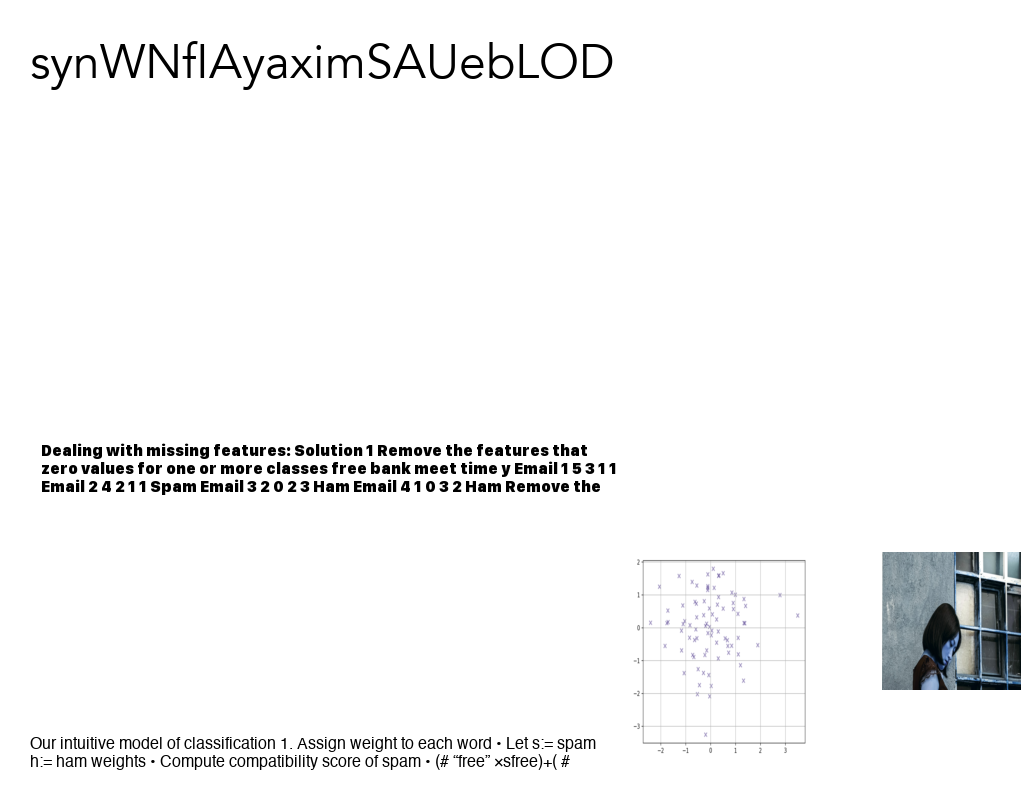 synWNflAyaximSAUebLOD
Dealing with missing features: Solution 1 Remove the features that
zero values for one or more classes free bank meet time y Email 1 5 3 1 1
Email 2 4 2 1 1 Spam Email 3 2 0 2 3 Ham Email 4 1 0 3 2 Ham Remove the
2
1
0
−1
−2
−3
−2 −1 0 1 2 3
Our intuitive model of classification 1. Assign weight to each word • Let s:= spam
h:= ham weights • Compute compatibility score of spam • (# “free” ×sfree)+( #